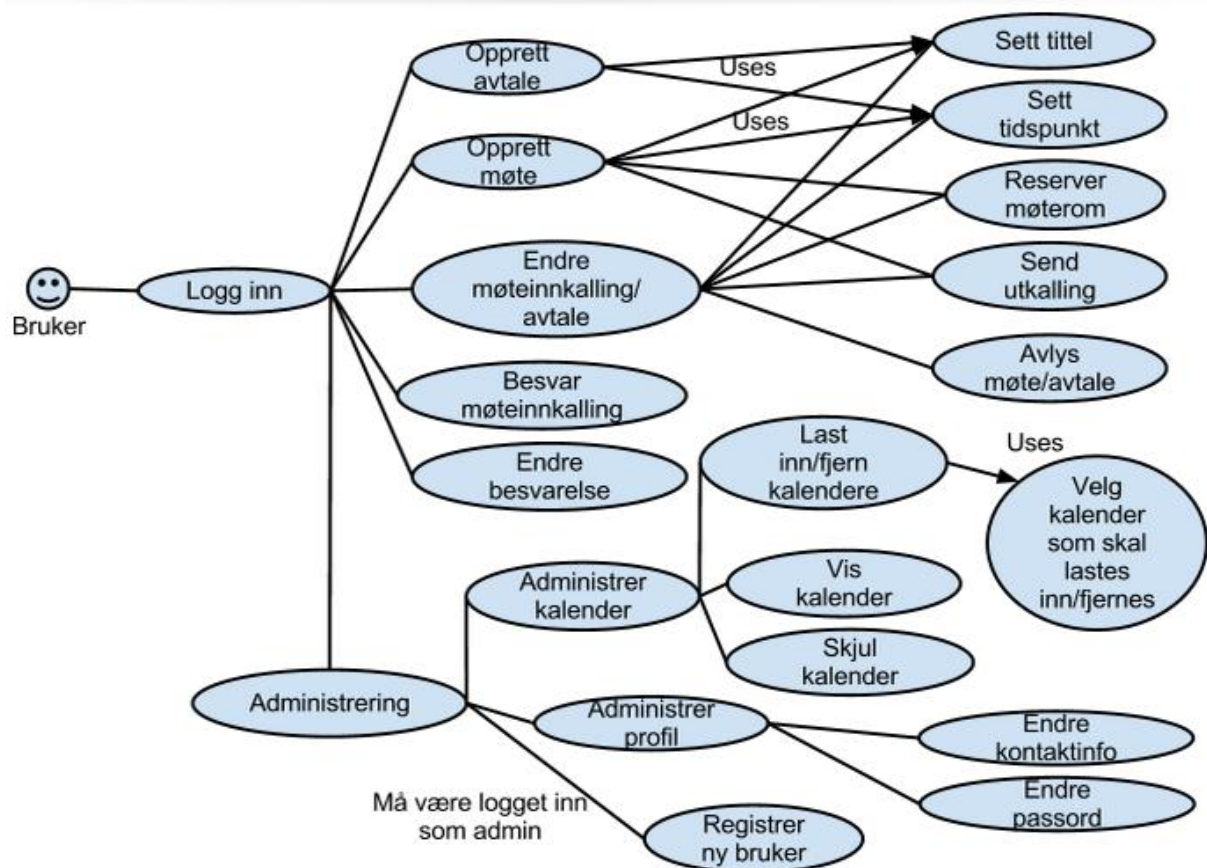 Opprett
avtale
Uses
Sett tittel
Sett
tidspunkt
Opprett
møte
Uses
Reserver
møterom
Bruker
Logg inn
Endre
møteinnkalling/
avtale
Send
utkalling
Avlys
møte/avtale
Besvar
møteinnkalling
Endre
besvarelse
Last
inn/fjern
kalendere
Uses
Velg
kalender
som skal
lastes
inn/fjernes
Administrer
kalender
Vis
kalender
Skjul
kalender
Administrering
Administrer
profil
Endre
kontaktinfo
Endre
passord
Må være logget inn
som admin
Registrer
ny bruker